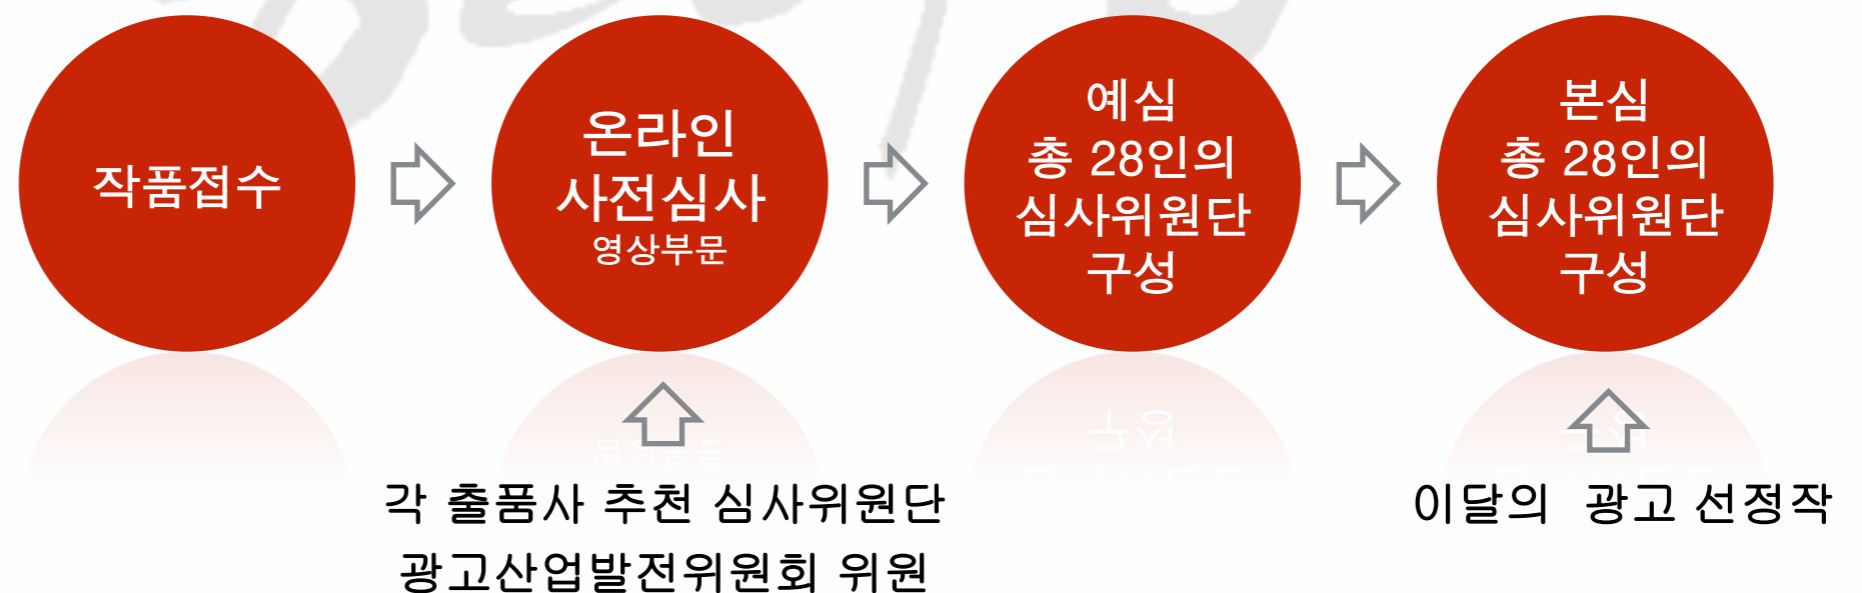 작품접수
온라인
사전심사
영상부문
예심
총 28인의
심사위원단
구성
본심
총 28인의
심사위원단
구성
각 출품사 추천 심사위원단
광고산업발전위원회 위원
이달의 광고 선정작